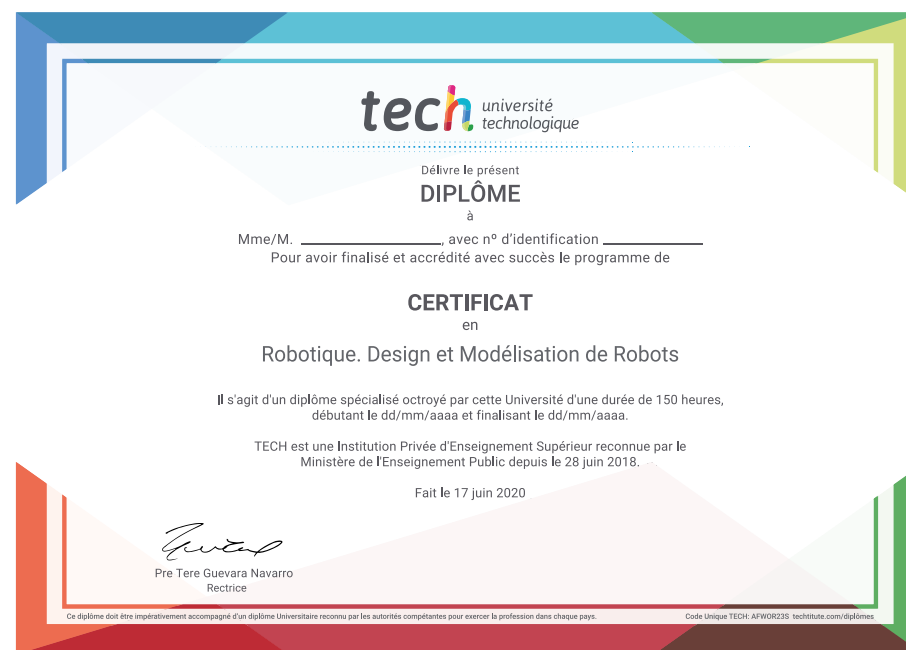 tech université
technologique
Délivre le présent
DIPLÔME
à
Mme/M. ____________________, avec nº d'identification ______________
Pour avoir finalisé et accrédité avec succès le programme de
CERTIFICAT
en
Robotique. Design et Modélisation de Robots
Il s'agit d'un diplôme spécialisé octroyé par cette Université d'une durée de 150 heures,
débutant le dd/mm/aaaa et finalisant le dd/mm/aaaa.
TECH est une Institution Privée d'Enseignement Supérieur reconnue par le
Ministère de l'Enseignement Public depuis le 28 juin 2018.
Fait le 17 juin 2020
Pre Tere Guevara Navarro
Rectrice
Ce diplôme doit être impérativement accompagné d'un diplôme Universitaire reconnu par les autorités compétantes pour exercer la profession dans chaque pays.
Code Unique TECH: AFWOR23S techtitute.com/diplômes